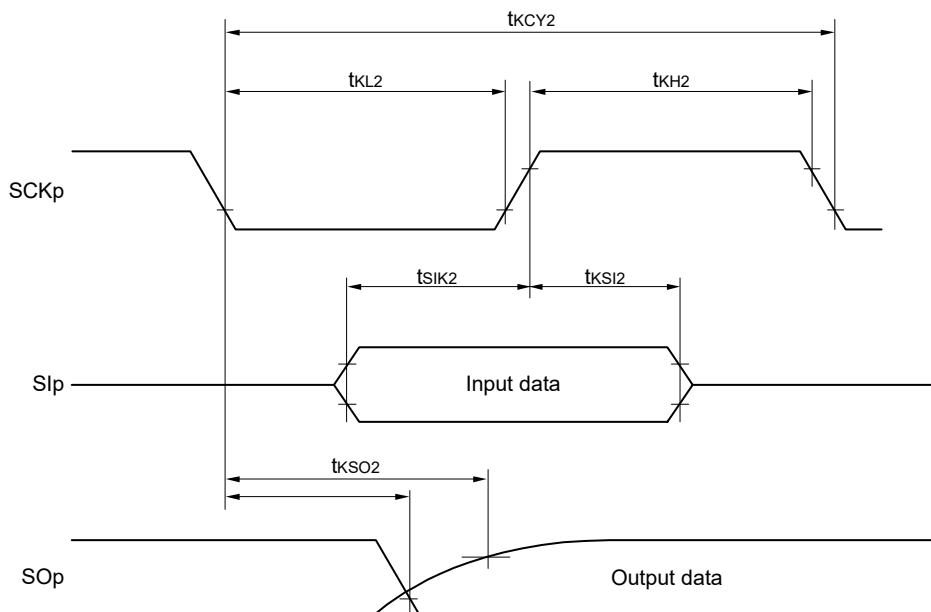 tKCY2
tKL2 tKH2
SCKp
tSIK2 tKSI2
SIp Input data
tKSO2
SOp Output data